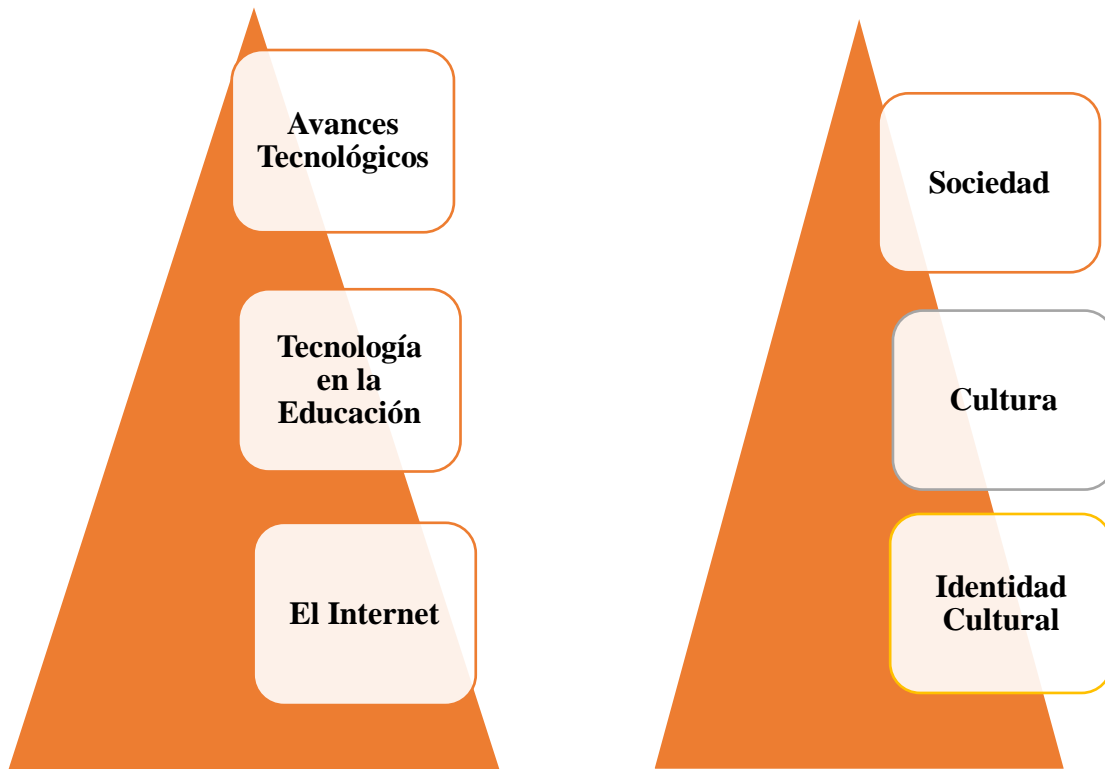 Avances
Tecnológicos
Tecnología
en la
Educación
El Internet
Sociedad
Cultura
Identidad
Cultural